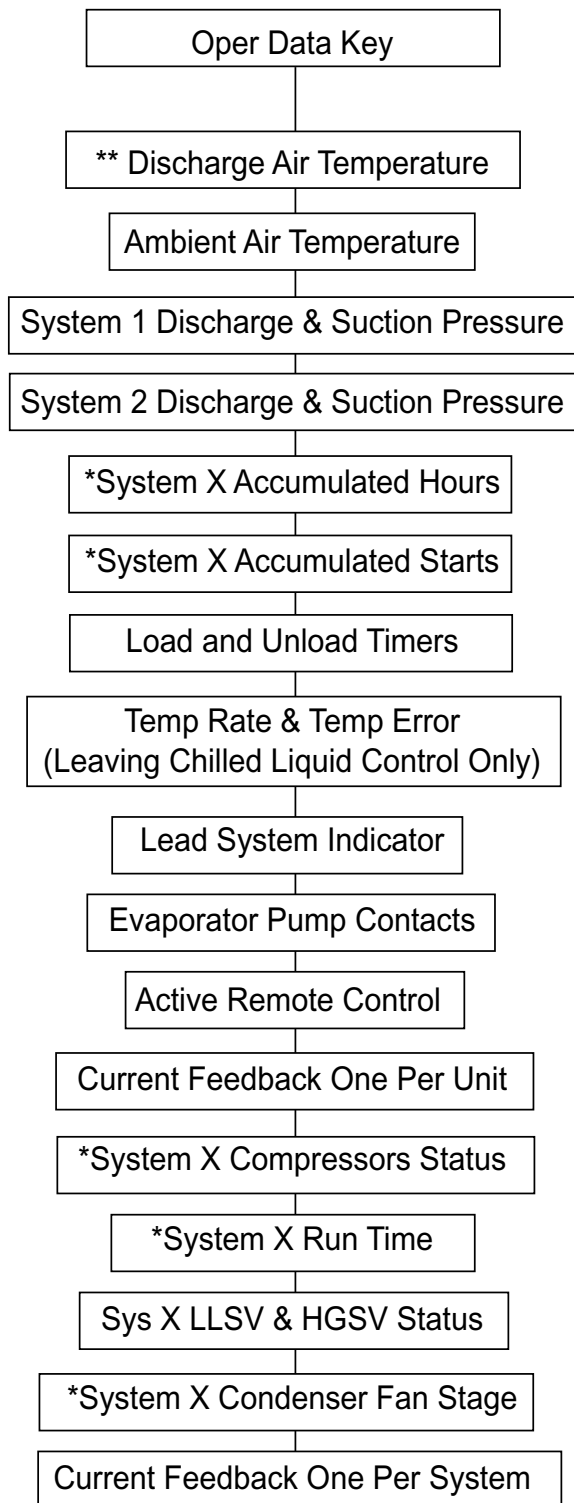 Oper Data Key
** Discharge Air Temperature
Ambient Air Temperature
System 1 Discharge & Suction Pressure
System 2 Discharge & Suction Pressure
*System X Accumulated Hours
*System X Accumulated Starts
Load and Unload Timers
Temp Rate & Temp Error
(Leaving Chilled Liquid Control Only)
Lead System Indicator
Evaporator Pump Contacts
Active Remote Control
Current Feedback One Per Unit
*System X Compressors Status
*System X Run Time
Sys X LLSV & HGSV Status
*System X Condenser Fan Stage
Current Feedback One Per System